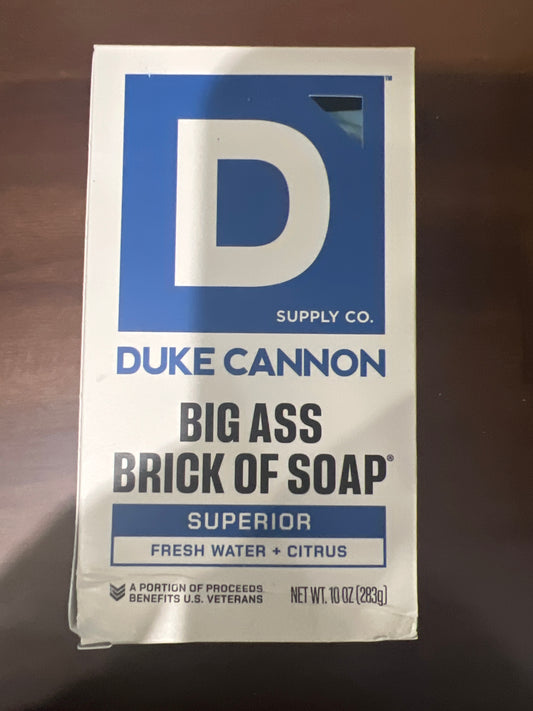 D
™
SUPPLY CO.
DUKE CANNON
BIG ASS
BRICK OF SOAP®
SUPERIOR
FRESH WATER + CITRUS
A PORTION OF PROCEEDS
BENEFITS U.S. VETERANS
NET WT. 10 OZ (283g)